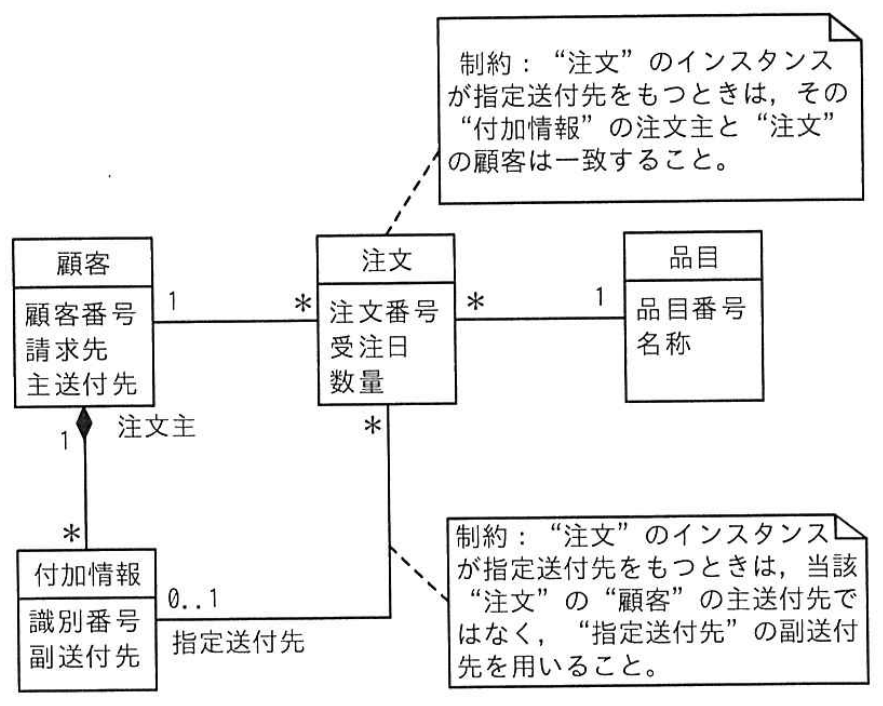 制約：“注文”のインスタンス
が指定送付先をもつときは，その
“付加情報”の注文主と“注文”
の顧客は一致すること。
顧客
顧客番号
請求先
主送付先
1
*
注文
注文番号
受注日
数量
*
1
品目
品目番号
名称
1
注文主
*
*
付加情報
識別番号
副送付先
0..1
指定送付先
制約：“注文”のインスタンス
が指定送付先をもつときは，当該
“注文”の“顧客”の主送付先で
はなく，“指定送付先”の副送付
先を用いること。